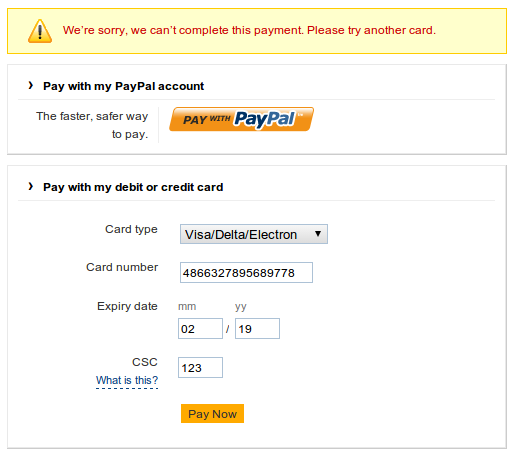 We're sorry, we can't complete this payment. Please try another card.
› Pay with my PayPal account
The faster, safer way
to pay.
PAY WITH PayPal™
› Pay with my debit or credit card
Card type
Visa/Delta/Electron
Card number
4866327895689778
Expiry date mm yy
02 / 19
CSC
123
What is this?
Pay Now